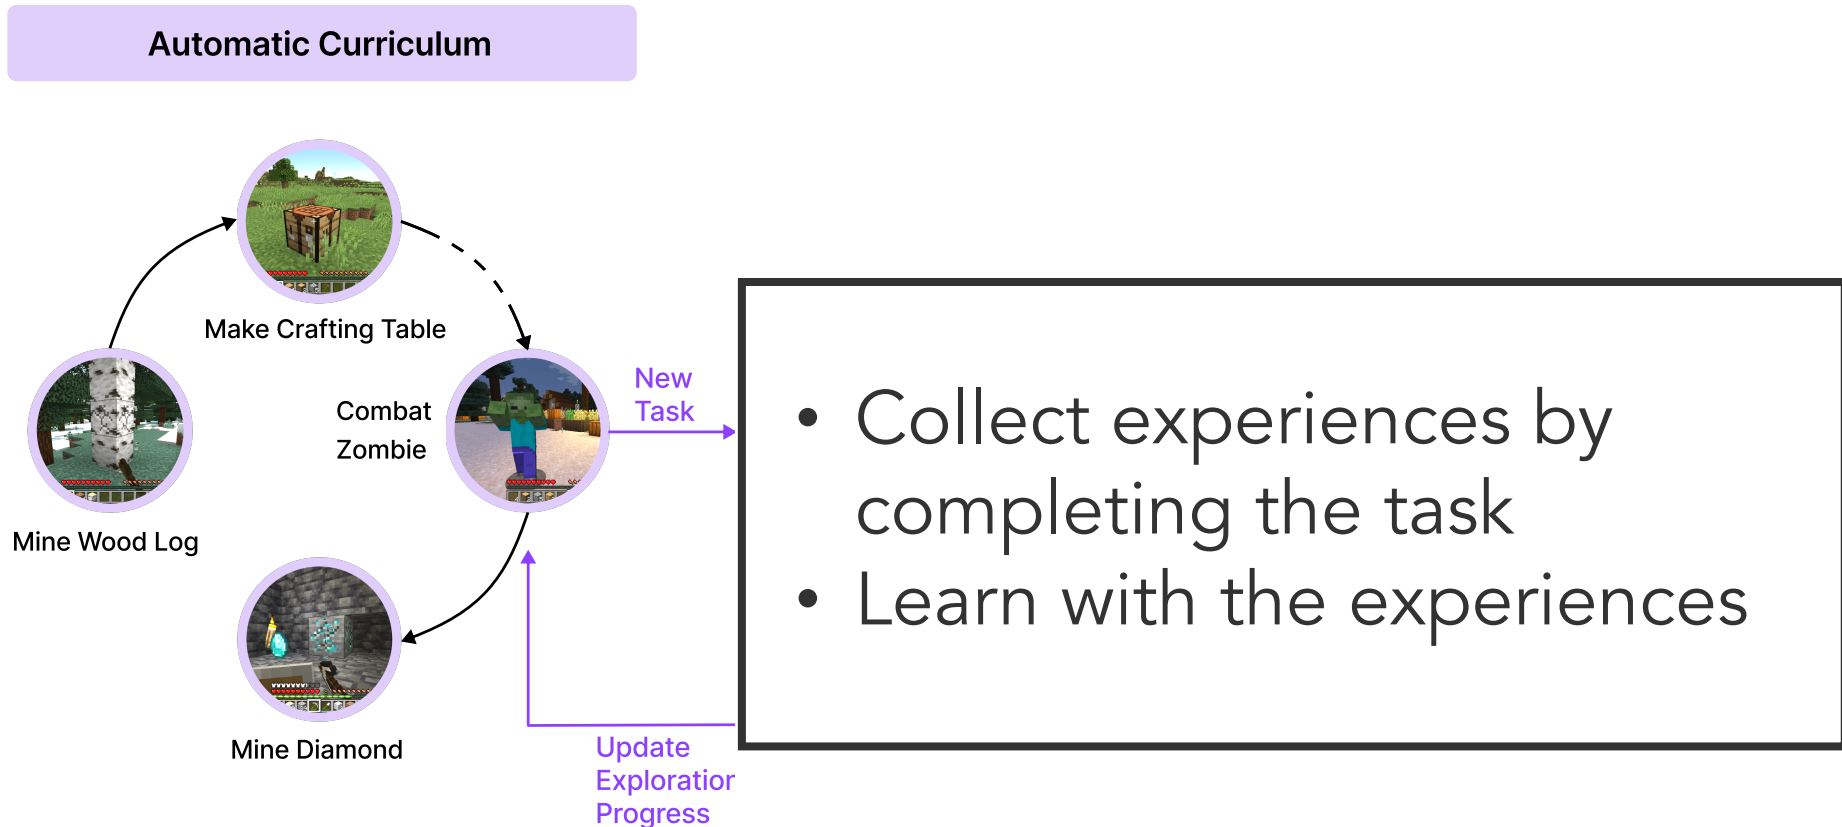 Automatic Curriculum
Make Crafting Table
New
Task
Combat
Zombie
Mine Wood Log
• Collect experiences by
completing the task
• Learn with the experiences
Mine Diamond
Update
Exploration
Progress